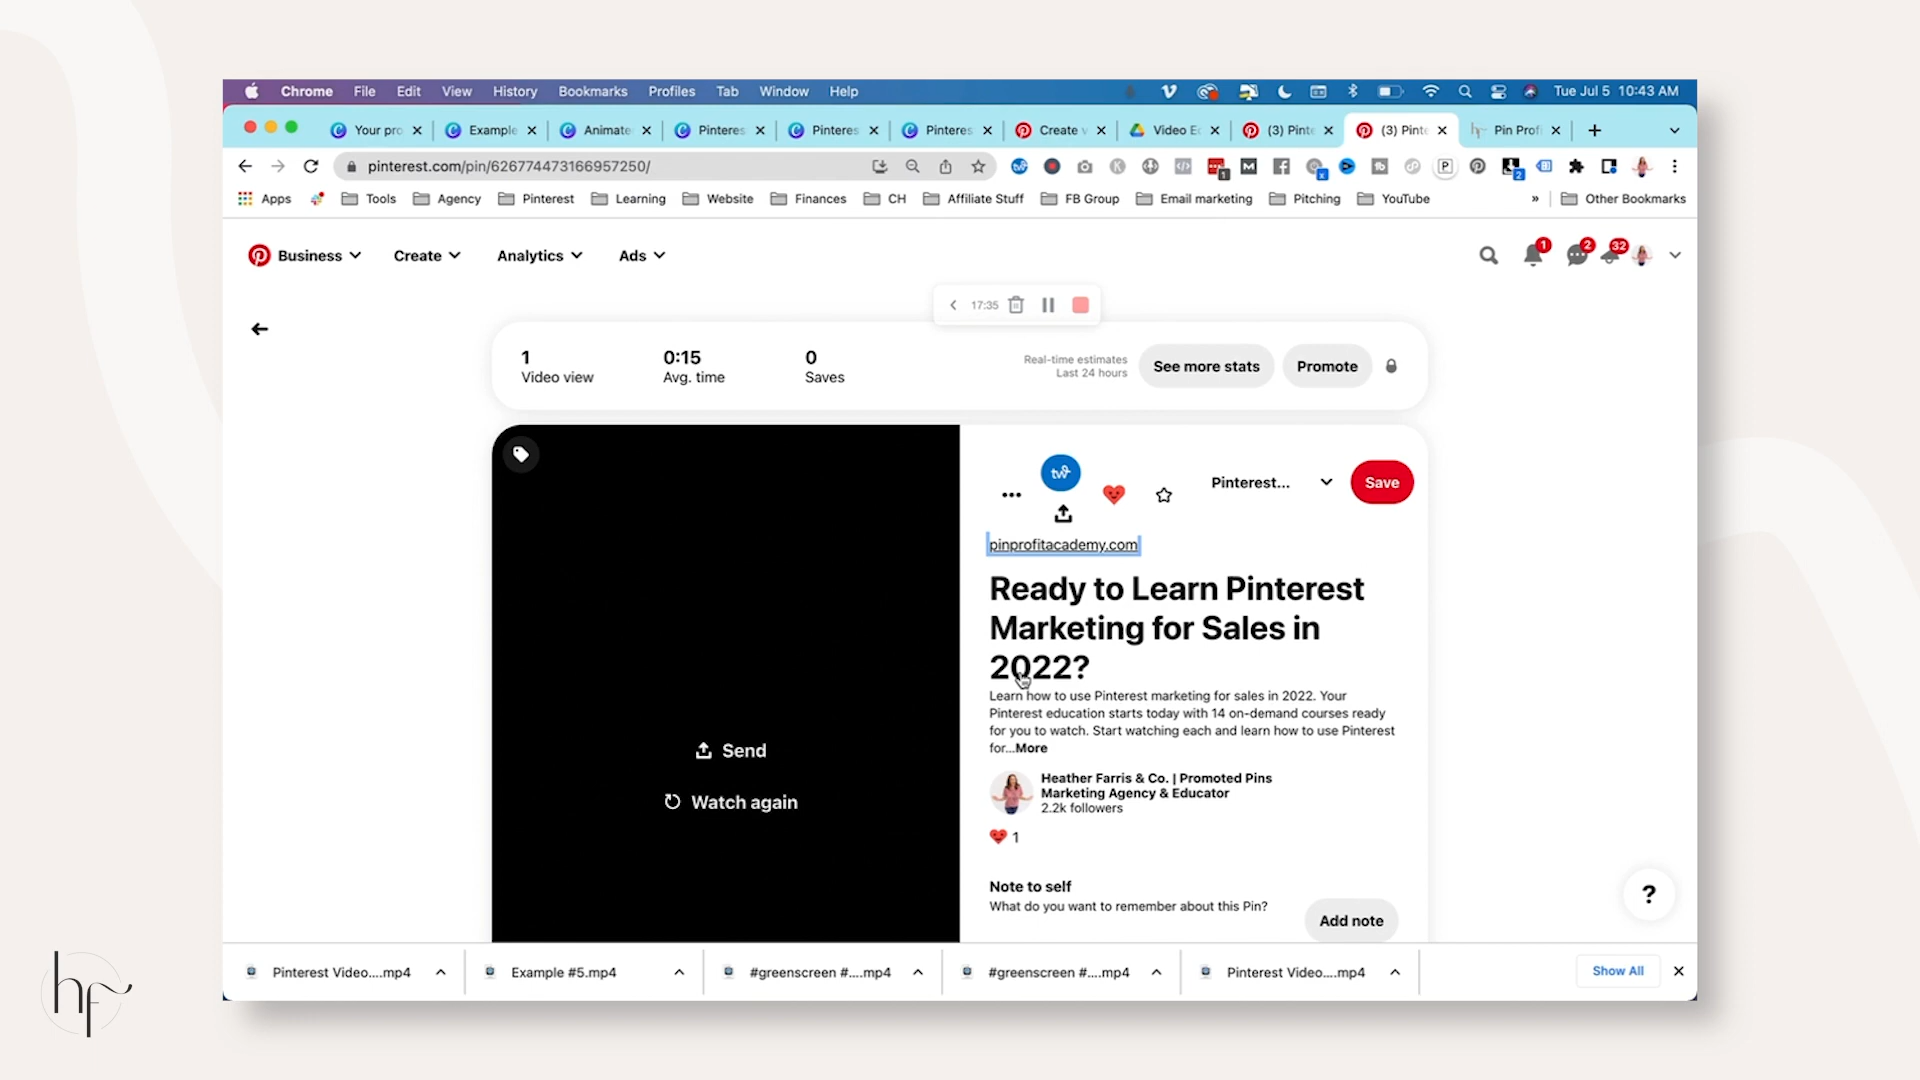 Chrome File Edit View History Bookmarks Profiles Tab Window Help Tue Jul 5 10:43 AM
Your pro Example Animate Pinteres Pinteres Pinteres Create v Video E (3) Pinte (3) Pinte Pin Profi
pinterest.com/pin/626774473166957250/
Apps Tools Agency Pinterest Learning Website Finances CH Affiliate Stuff FB Group Email marketing Pitching YouTube » Other Bookmarks
Business Create Analytics Ads 1 2 32
17:35
1 0:15 0
Video view Avg. time Saves
Real-time estimates
Last 24 hours
See more stats Promote
Pinterest... Save
pinprofitacademy.com
Ready to Learn Pinterest
Marketing for Sales in
2022?
Learn how to use Pinterest marketing for sales in 2022. Your
Pinterest education starts today with 14 on-demand courses ready
for you to watch. Start watching each and learn how to use Pinterest
for...More
Send
Watch again
Heather Farris & Co. | Promoted Pins
Marketing Agency & Educator
2.2k followers
1
Note to self
What do you want to remember about this Pin?
Add note
?
Pinterest Video....mp4 Example #5.mp4 #greenscreen #....mp4 #greenscreen #....mp4 Pinterest Video....mp4 Show All
hf